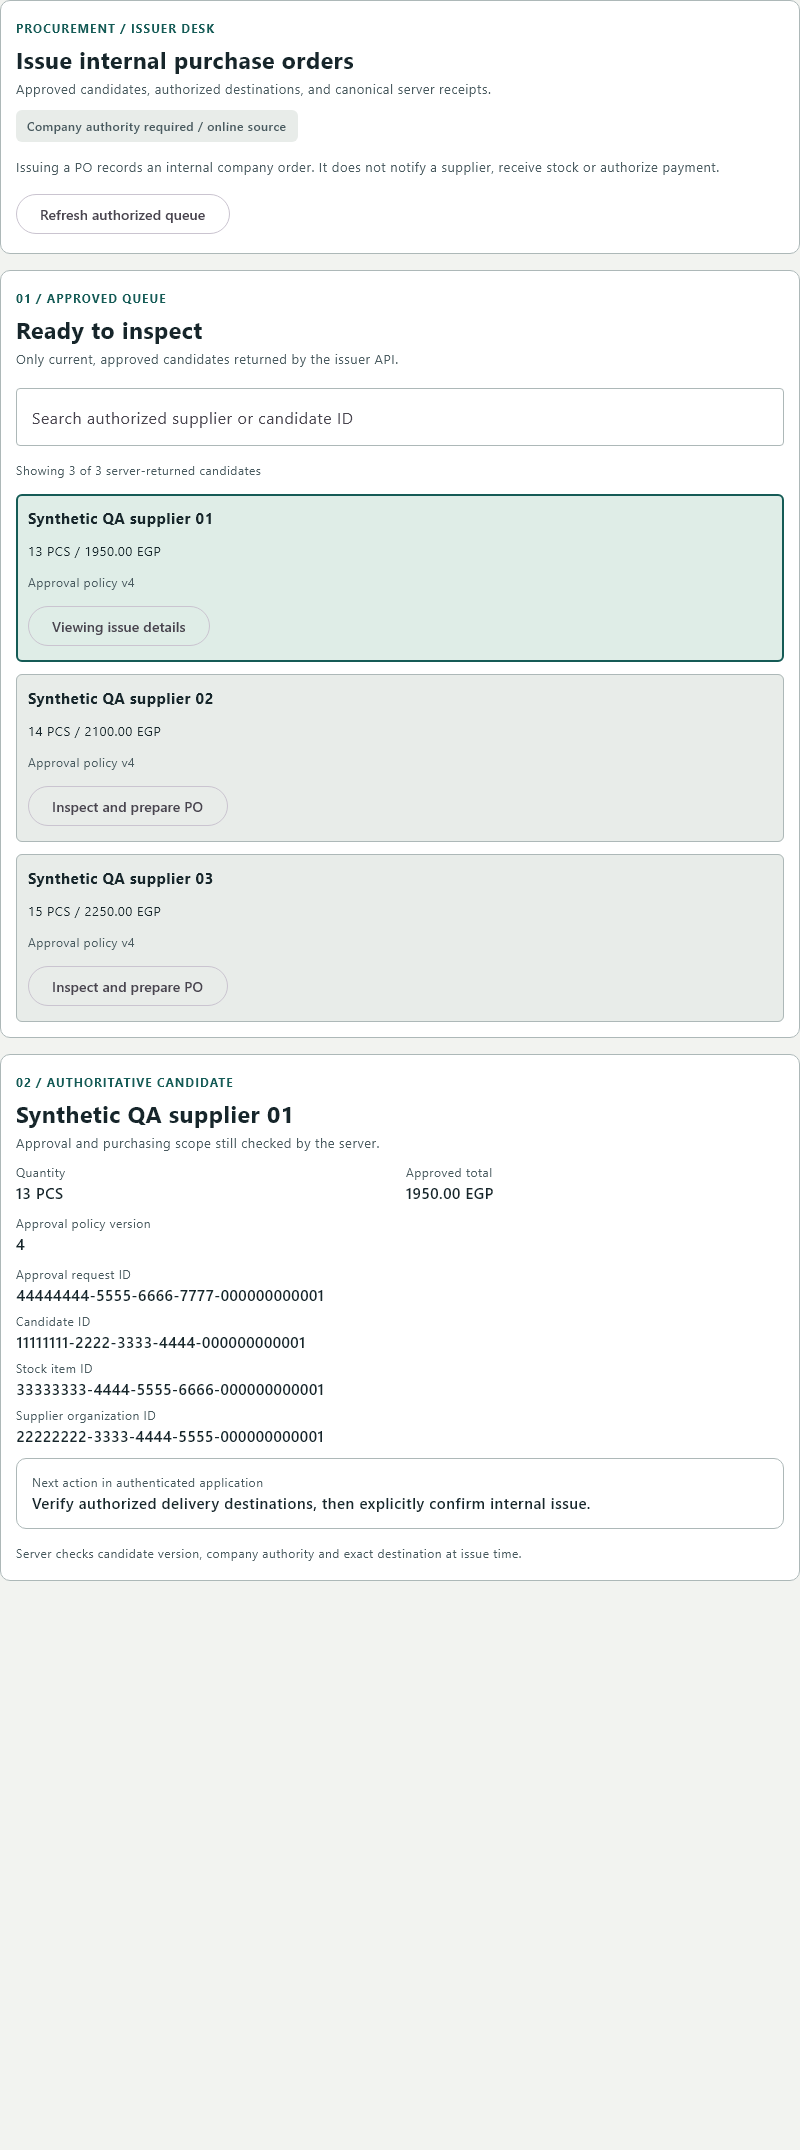 PROCUREMENT / ISSUER DESK
Issue internal purchase orders
Approved candidates, authorized destinations, and canonical server receipts.
Company authority required / online source
Issuing a PO records an internal company order. It does not notify a supplier, receive stock or authorize payment.
Refresh authorized queue
01 / APPROVED QUEUE
Ready to inspect
Only current, approved candidates returned by the issuer API.
Search authorized supplier or candidate ID
Showing 3 of 3 server-returned candidates
Synthetic QA supplier 01
13 PCS / 1950.00 EGP
Approval policy v4
Viewing issue details
Synthetic QA supplier 02
14 PCS / 2100.00 EGP
Approval policy v4
Inspect and prepare PO
Synthetic QA supplier 03
15 PCS / 2250.00 EGP
Approval policy v4
Inspect and prepare PO
02 / AUTHORITATIVE CANDIDATE
Synthetic QA supplier 01
Approval and purchasing scope still checked by the server.
Quantity
13 PCS
Approved total
1950.00 EGP
Approval policy version
4
Approval request ID
44444444-5555-6666-7777-000000000001
Candidate ID
11111111-2222-3333-4444-000000000001
Stock item ID
33333333-4444-5555-6666-000000000001
Supplier organization ID
22222222-3333-4444-5555-000000000001
Next action in authenticated application
Verify authorized delivery destinations, then explicitly confirm internal issue.
Server checks candidate version, company authority and exact destination at issue time.